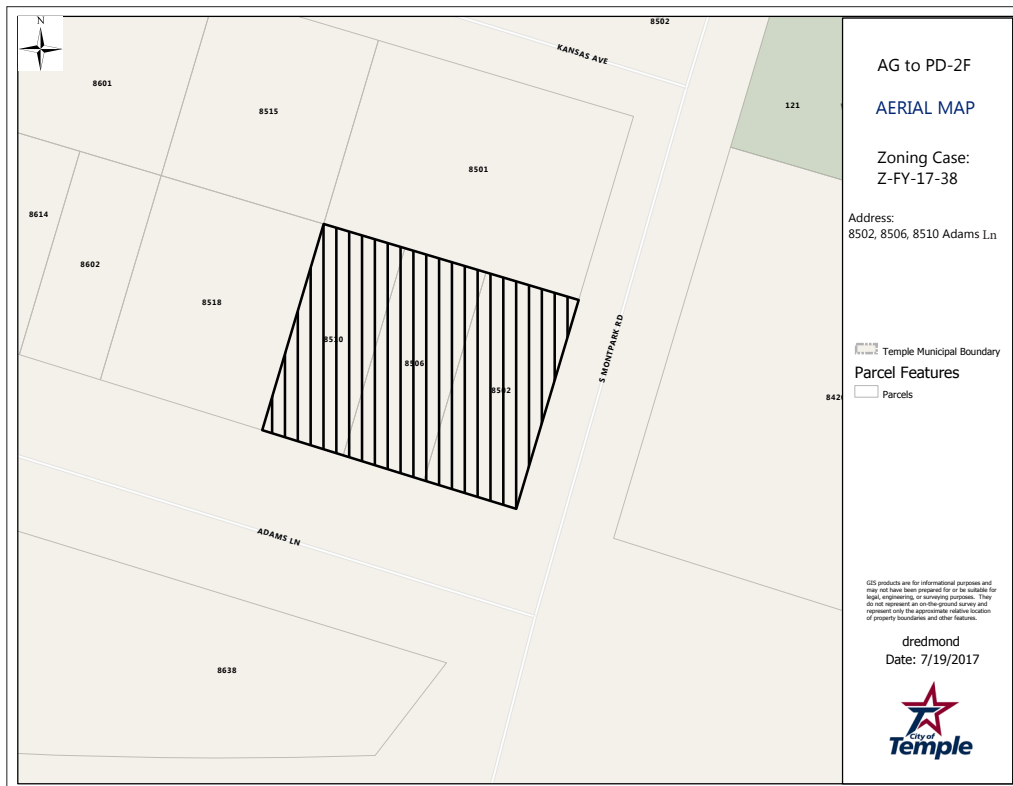 N
8502
KANSAS AVE
8601
8515
121
8501
8614
8602
8518
8510
8506
8502
S MONTPARK RD
8420
ADAMS LN
8638
AG to PD-2F
AERIAL MAP
Zoning Case:
Z-FY-17-38
Address:
8502, 8506, 8510 Adams Ln
Temple Municipal Boundary
Parcel Features
Parcels
GIS products are for informational purposes and
may not have been prepared for or be suitable for
legal, engineering, or surveying purposes. They
do not represent an on-the-ground survey and
represent only the approximate relative location
of property boundaries and other features.
dredmond
Date: 7/19/2017
City of
Temple